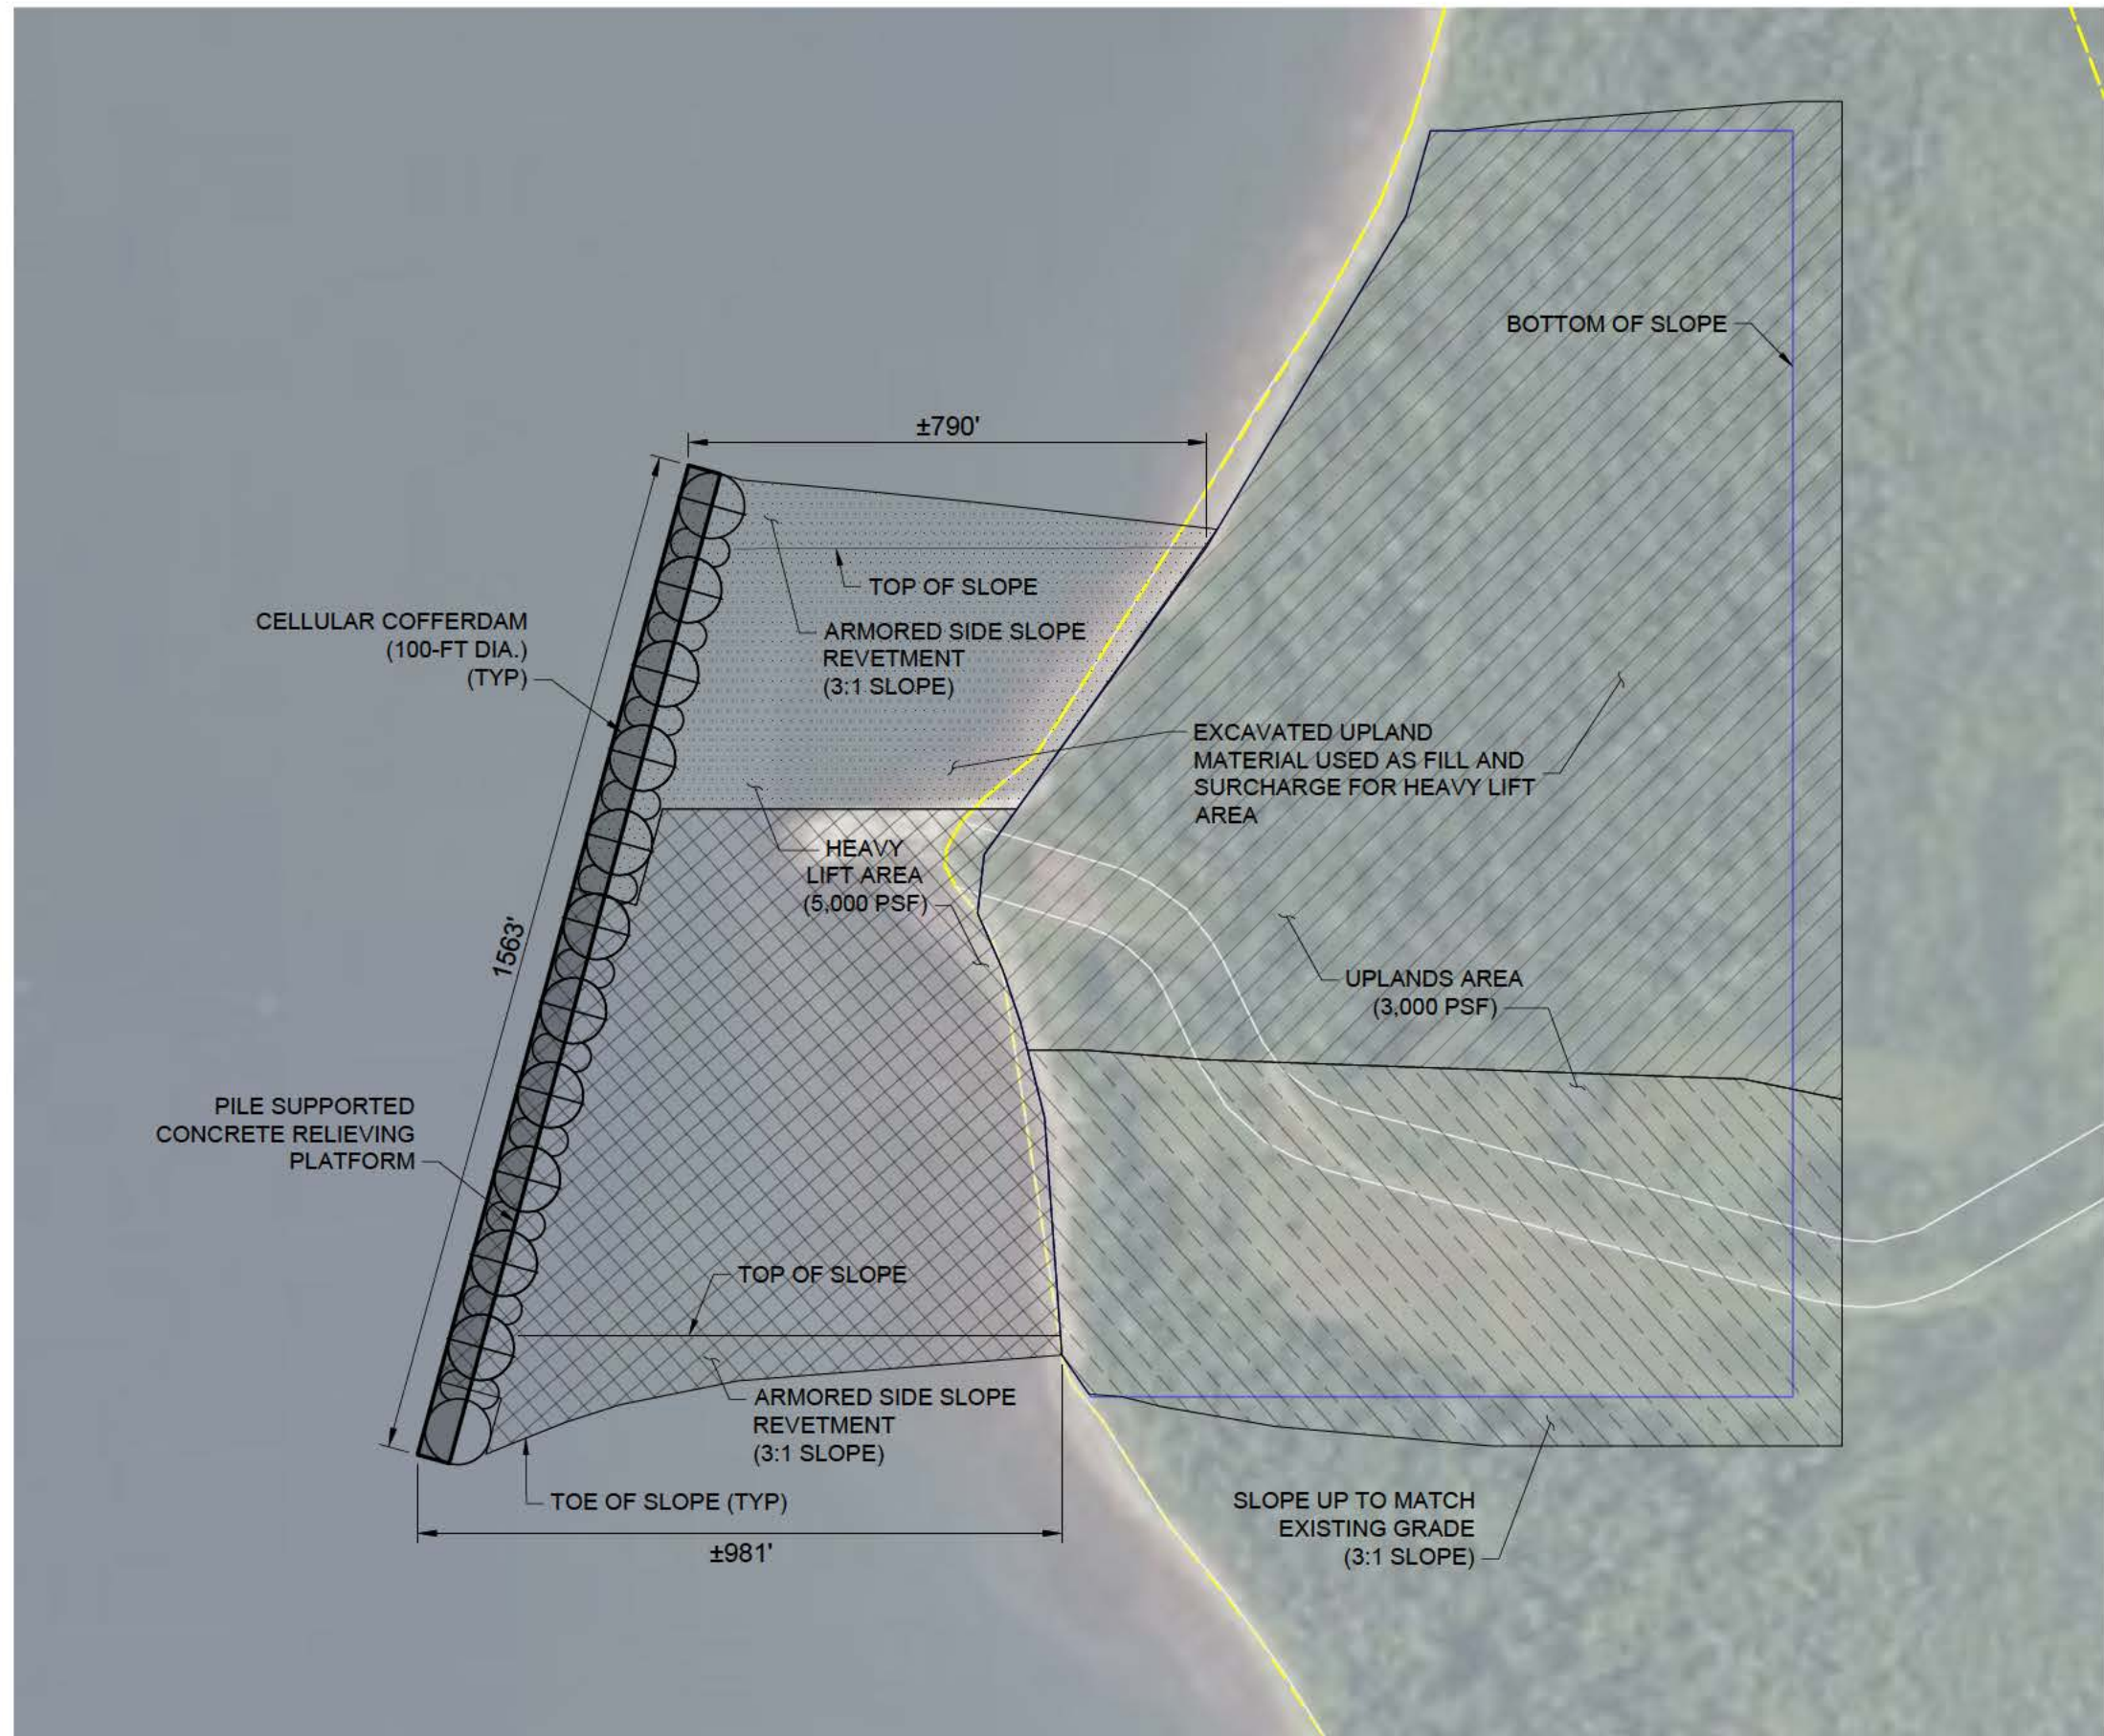 BOTTOM OF SLOPE
±790'
TOP OF SLOPE
CELLULAR COFFERDAM
(100-FT DIA.)
(TYP)
ARMORED SIDE SLOPE
REVETMENT
(3:1 SLOPE)
EXCAVATED UPLAND
MATERIAL USED AS FILL AND
SURCHARGE FOR HEAVY LIFT
AREA
HEAVY
LIFT AREA
(5,000 PSF)
1563'
UPLANDS AREA
(3,000 PSF)
PILE SUPPORTED
CONCRETE RELIEVING
PLATFORM
TOP OF SLOPE
ARMORED SIDE SLOPE
REVETMENT
(3:1 SLOPE)
TOE OF SLOPE (TYP)
SLOPE UP TO MATCH
EXISTING GRADE
(3:1 SLOPE)
±981'